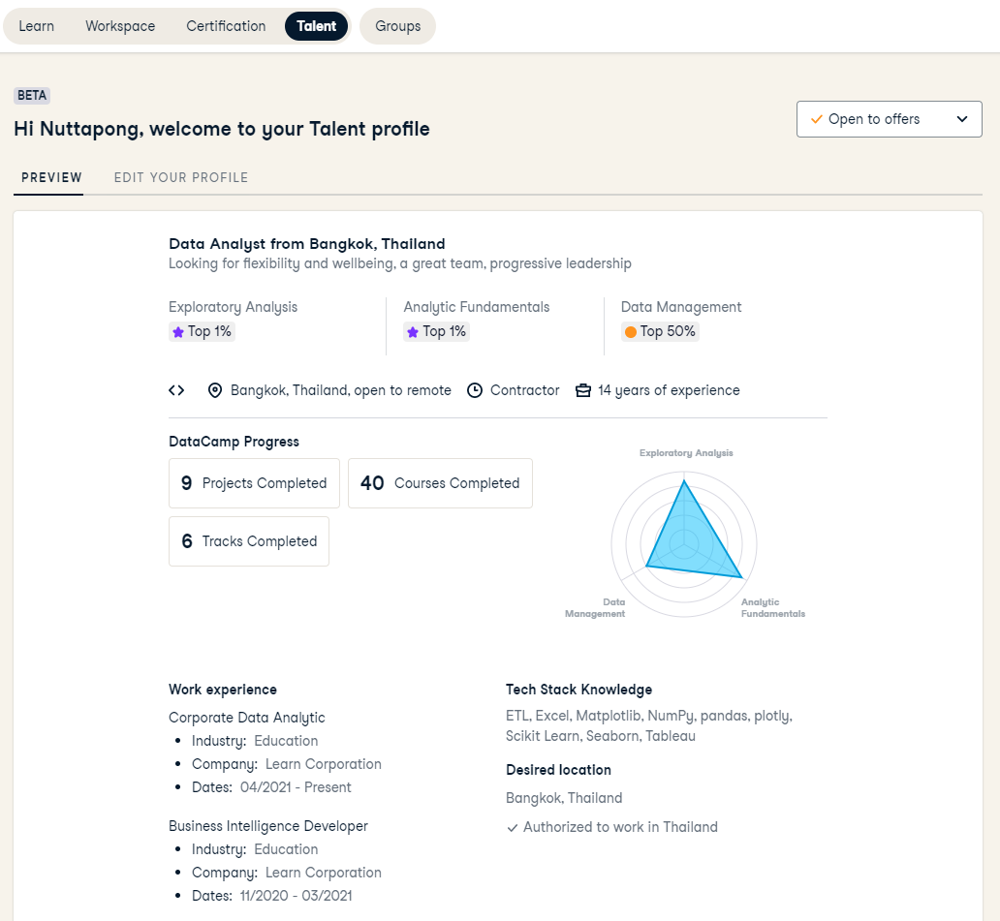 Learn Workspace Certification Talent Groups
BETA
Hi Nuttapong, welcome to your Talent profile
Open to offers
PREVIEW EDIT YOUR PROFILE
Data Analyst from Bangkok, Thailand
Looking for flexibility and wellbeing, a great team, progressive leadership
Exploratory Analysis Analytic Fundamentals Data Management
Top 1% Top 1% Top 50%
Bangkok, Thailand, open to remote Contractor 14 years of experience
DataCamp Progress
9 Projects Completed 40 Courses Completed
6 Tracks Completed
Exploratory Analysis
Data
Management
Analytic
Fundamentals
Work experience
Corporate Data Analytic
• Industry: Education
• Company: Learn Corporation
• Dates: 04/2021 - Present
Business Intelligence Developer
• Industry: Education
• Company: Learn Corporation
• Dates: 11/2020 - 03/2021
Tech Stack Knowledge
ETL, Excel, Matplotlib, NumPy, pandas, plotly,
Scikit Learn, Seaborn, Tableau
Desired location
Bangkok, Thailand
Authorized to work in Thailand